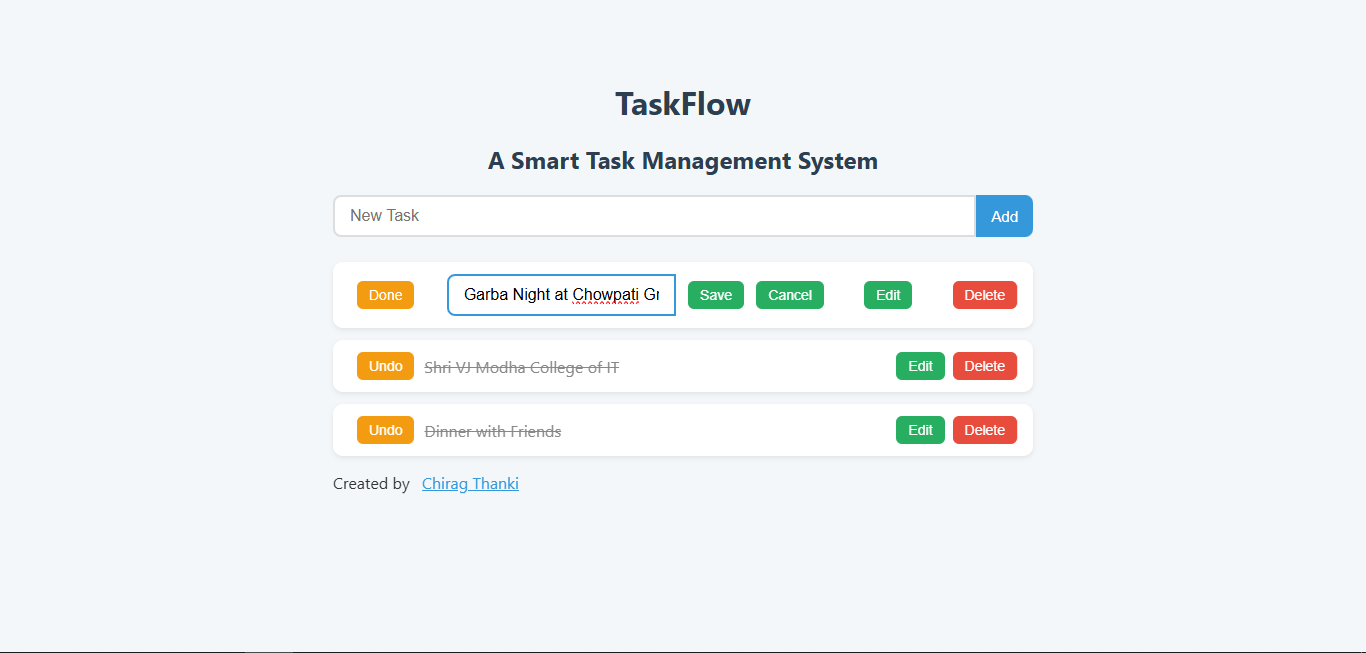 TaskFlow
A Smart Task Management System
New Task Add
Done Garba Night at Chowpati Gr Save Cancel Edit Delete
Undo Shri VJ Modha College of IT Edit Delete
Undo Dinner with Friends Edit Delete
Created by Chirag Thanki